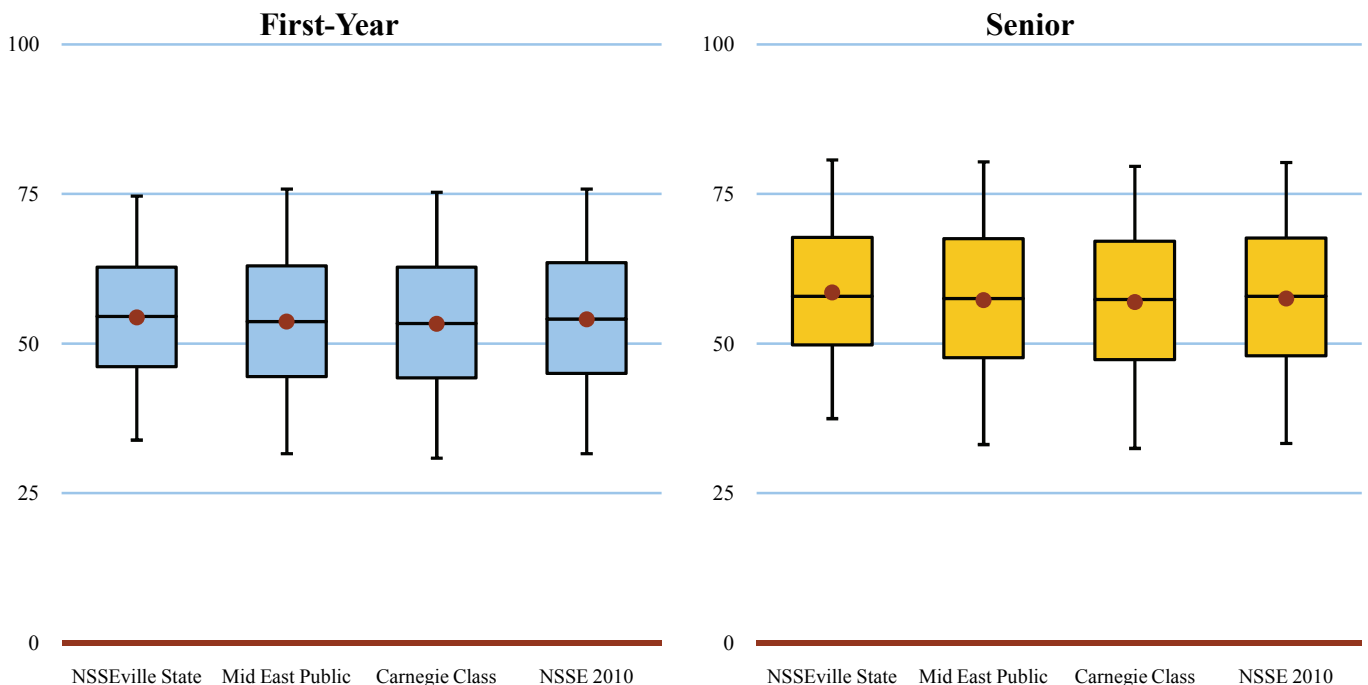 First-Year
100
75
50
25
0
NSSEville State
Mid East Public
Carnegie Class
NSSE 2010
Senior
100
75
50
25
0
NSSEville State
Mid East Public
Carnegie Class
NSSE 2010